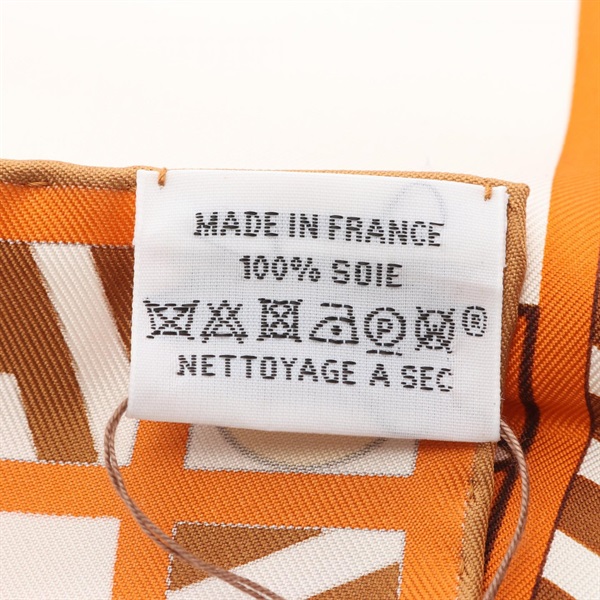 MADE IN FRANCE
100% SOIE
P W ®
NETTOYAGE A SEC